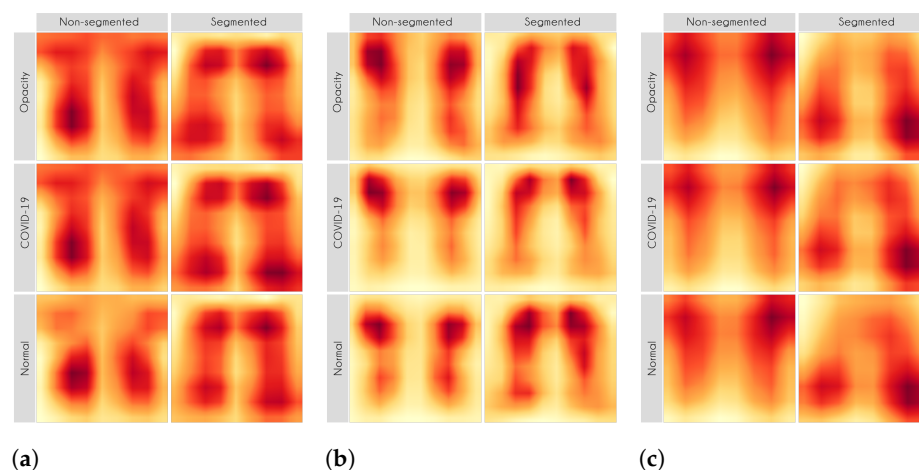 Non-segmented Segmented
Opacity
COVID-19
Normal
(a)
Non-segmented Segmented
Opacity
COVID-19
Normal
(b)
Non-segmented Segmented
Opacity
COVID-19
Normal
(c)